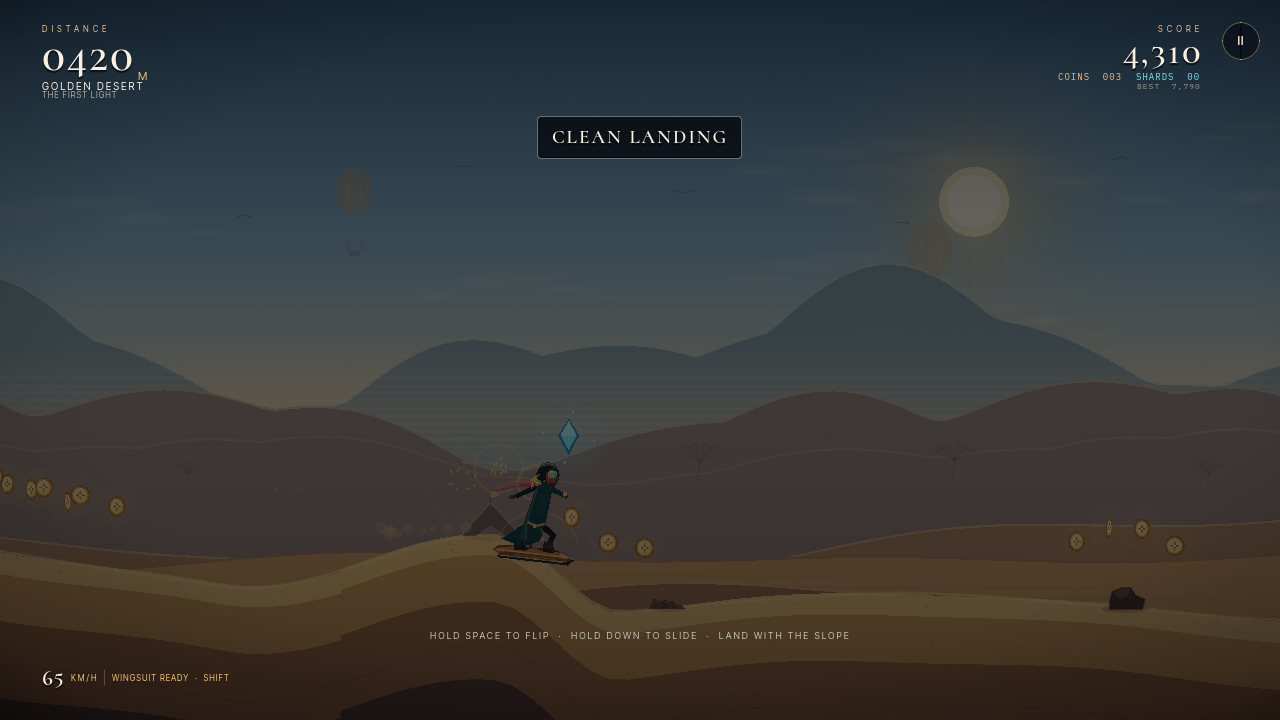 DISTANCE
0420 M
GOLDEN DESERT
THE FIRST LIGHT
SCORE
4,310
COINS 003 SHARDS 00
BEST 7,790
CLEAN LANDING
HOLD SPACE TO FLIP · HOLD DOWN TO SLIDE · LAND WITH THE SLOPE
65 KM/H WINGSUIT READY · SHIFT